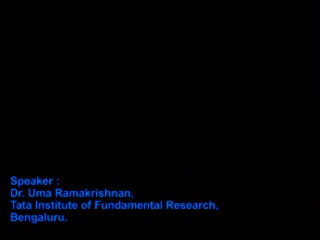 Speaker :
Dr. Uma Ramakrishnan,
Tata Institute of Fundamental Research,
Bengaluru.